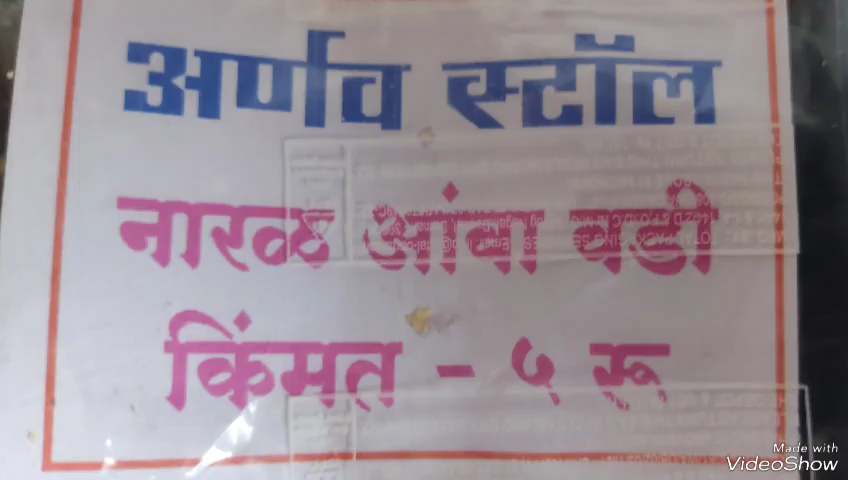 अर्णव स्टॉल
नारळ आंबा वडी
किंमत - ५ रू
Made with
VideoShow